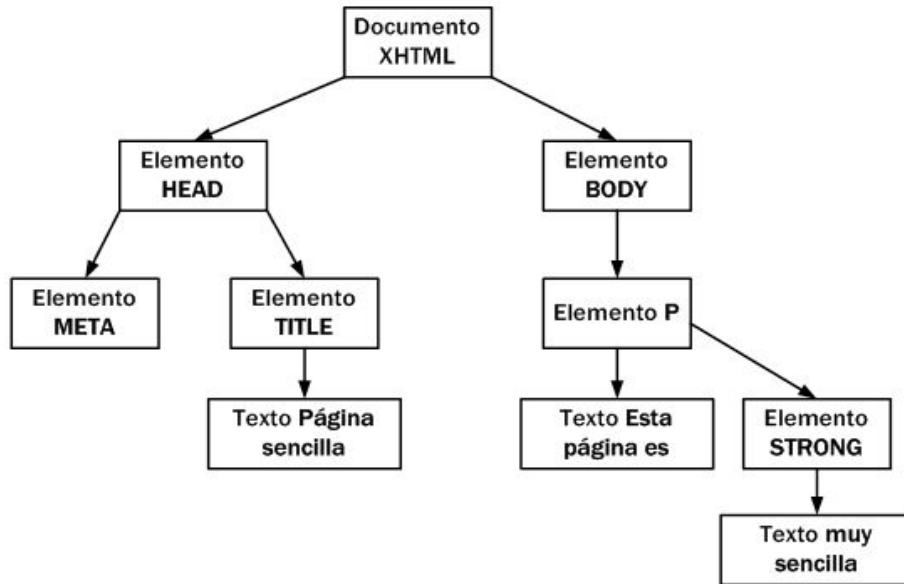 Documento
XHTML
Elemento
HEAD
Elemento
BODY
Elemento
META
Elemento
TITLE
Elemento P
Texto Página
sencilla
Texto Esta
página es
Elemento
STRONG
Texto muy
sencilla